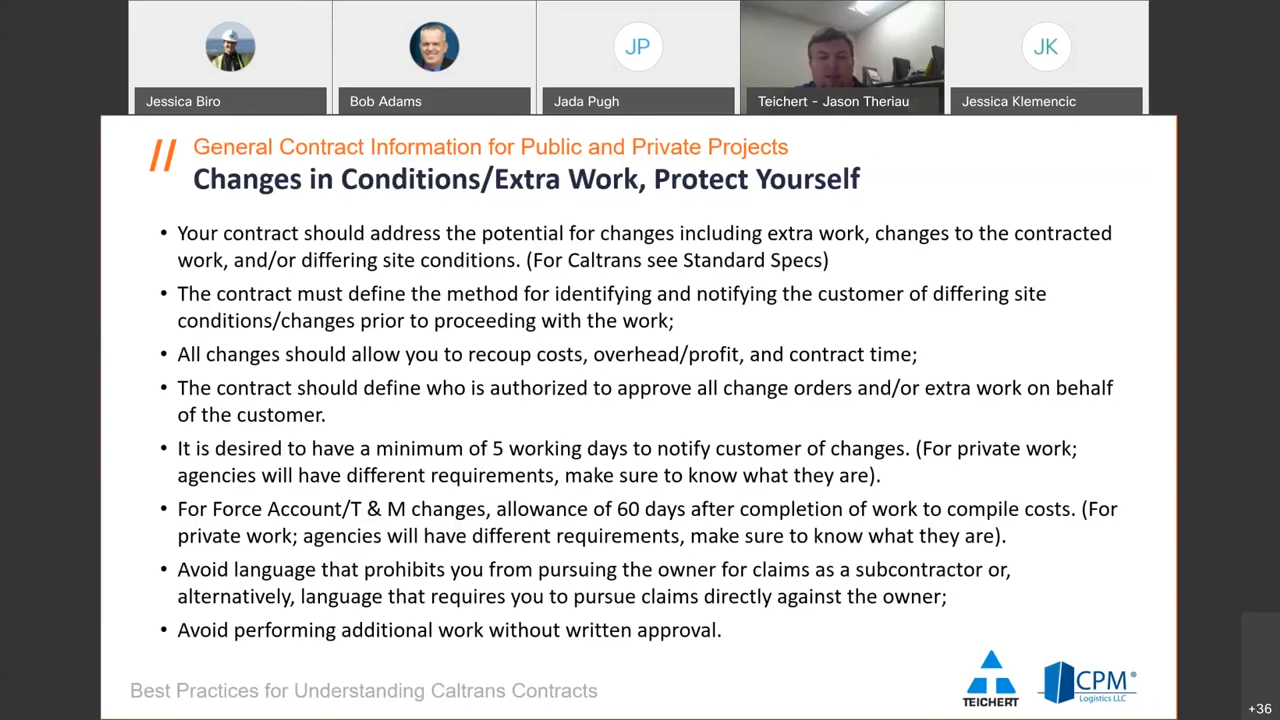 JP
JK
Jessica Biro
Bob Adams
Jada Pugh
Teichert - Jason Theriau
Jessica Klemencic
// General Contract Information for Public and Private Projects
Changes in Conditions/Extra Work, Protect Yourself
• Your contract should address the potential for changes including extra work, changes to the contracted
work, and/or differing site conditions. (For Caltrans see Standard Specs)
• The contract must define the method for identifying and notifying the customer of differing site
conditions/changes prior to proceeding with the work;
• All changes should allow you to recoup costs, overhead/profit, and contract time;
• The contract should define who is authorized to approve all change orders and/or extra work on behalf
of the customer.
• It is desired to have a minimum of 5 working days to notify customer of changes. (For private work;
agencies will have different requirements, make sure to know what they are).
• For Force Account/T & M changes, allowance of 60 days after completion of work to compile costs. (For
private work; agencies will have different requirements, make sure to know what they are).
• Avoid language that prohibits you from pursuing the owner for claims as a subcontractor or,
alternatively, language that requires you to pursue claims directly against the owner;
• Avoid performing additional work without written approval.
Best Practices for Understanding Caltrans Contracts
TEICHERT
CPM®
Logistics LLC
+36